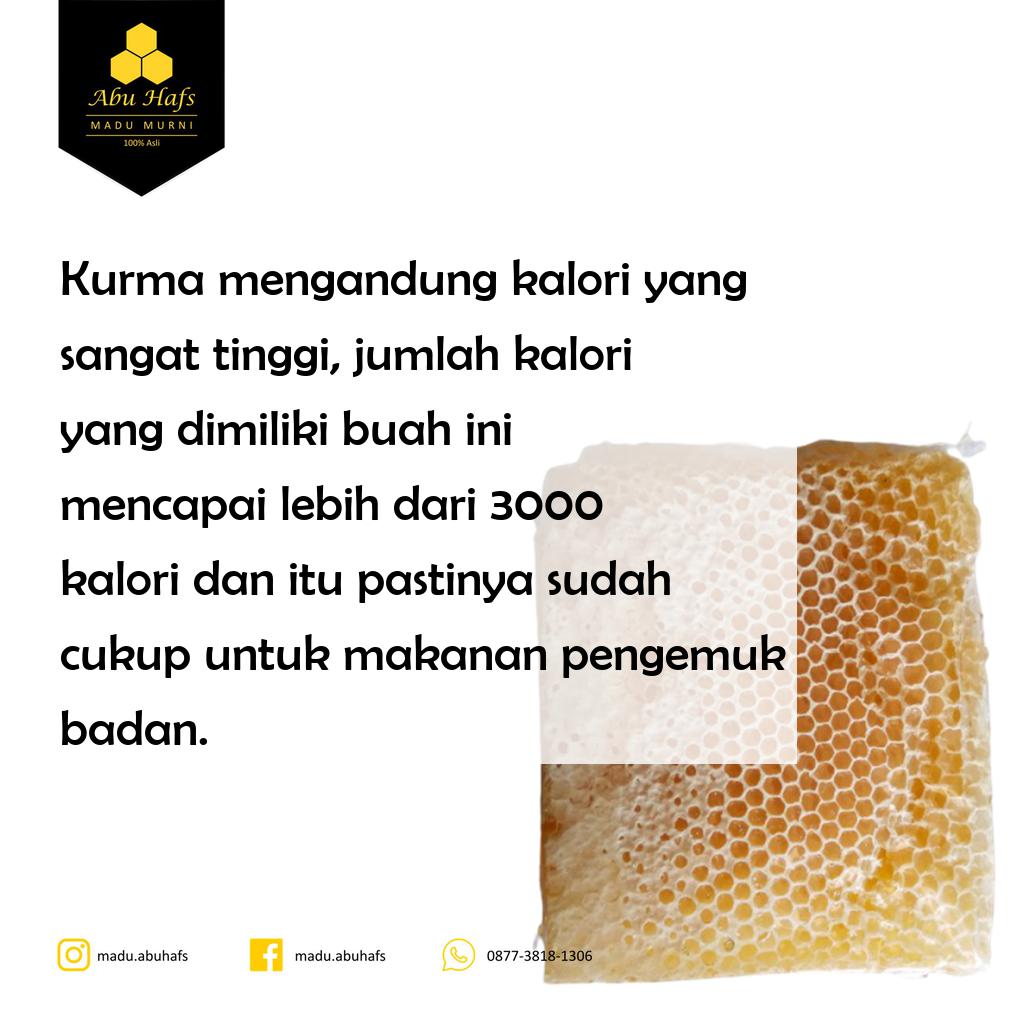 Abu Hafs
MADU MURNI
100% Asli
Kurma mengandung kalori yang
sangat tinggi, jumlah kalori
yang dimiliki buah ini
mencapai lebih dari 3000
kalori dan itu pastinya sudah
cukup untuk makanan pengemuk
badan.
madu.abuhafs
madu.abuhafs
0877-3818-1306